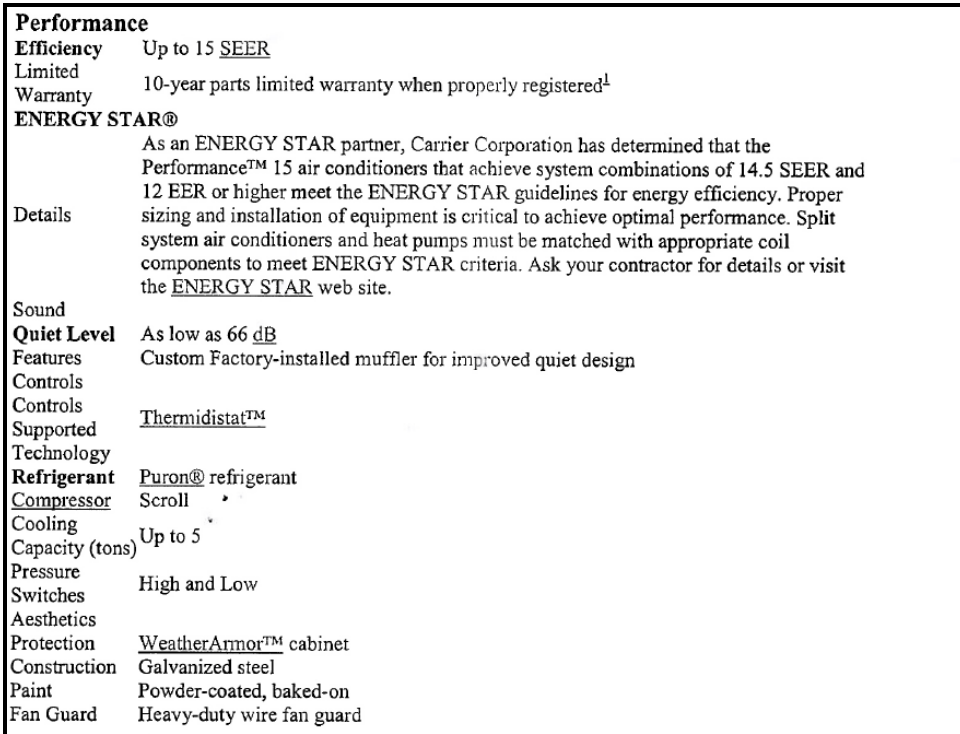 Performance
Efficiency Up to 15 SEER
Limited
Warranty 10-year parts limited warranty when properly registered1
ENERGY STAR®
As an ENERGY STAR partner, Carrier Corporation has determined that the
Performance™ 15 air conditioners that achieve system combinations of 14.5 SEER and
12 EER or higher meet the ENERGY STAR guidelines for energy efficiency. Proper
Details sizing and installation of equipment is critical to achieve optimal performance. Split
system air conditioners and heat pumps must be matched with appropriate coil
components to meet ENERGY STAR criteria. Ask your contractor for details or visit
the ENERGY STAR web site.
Sound
Quiet Level As low as 66 dB
Features Custom Factory-installed muffler for improved quiet design
Controls
Controls
Supported Thermidistat™
Technology
Refrigerant Puron® refrigerant
Compressor Scroll
Cooling
Capacity (tons) Up to 5
Pressure
Switches High and Low
Aesthetics
Protection WeatherArmor™ cabinet
Construction Galvanized steel
Paint Powder-coated, baked-on
Fan Guard Heavy-duty wire fan guard